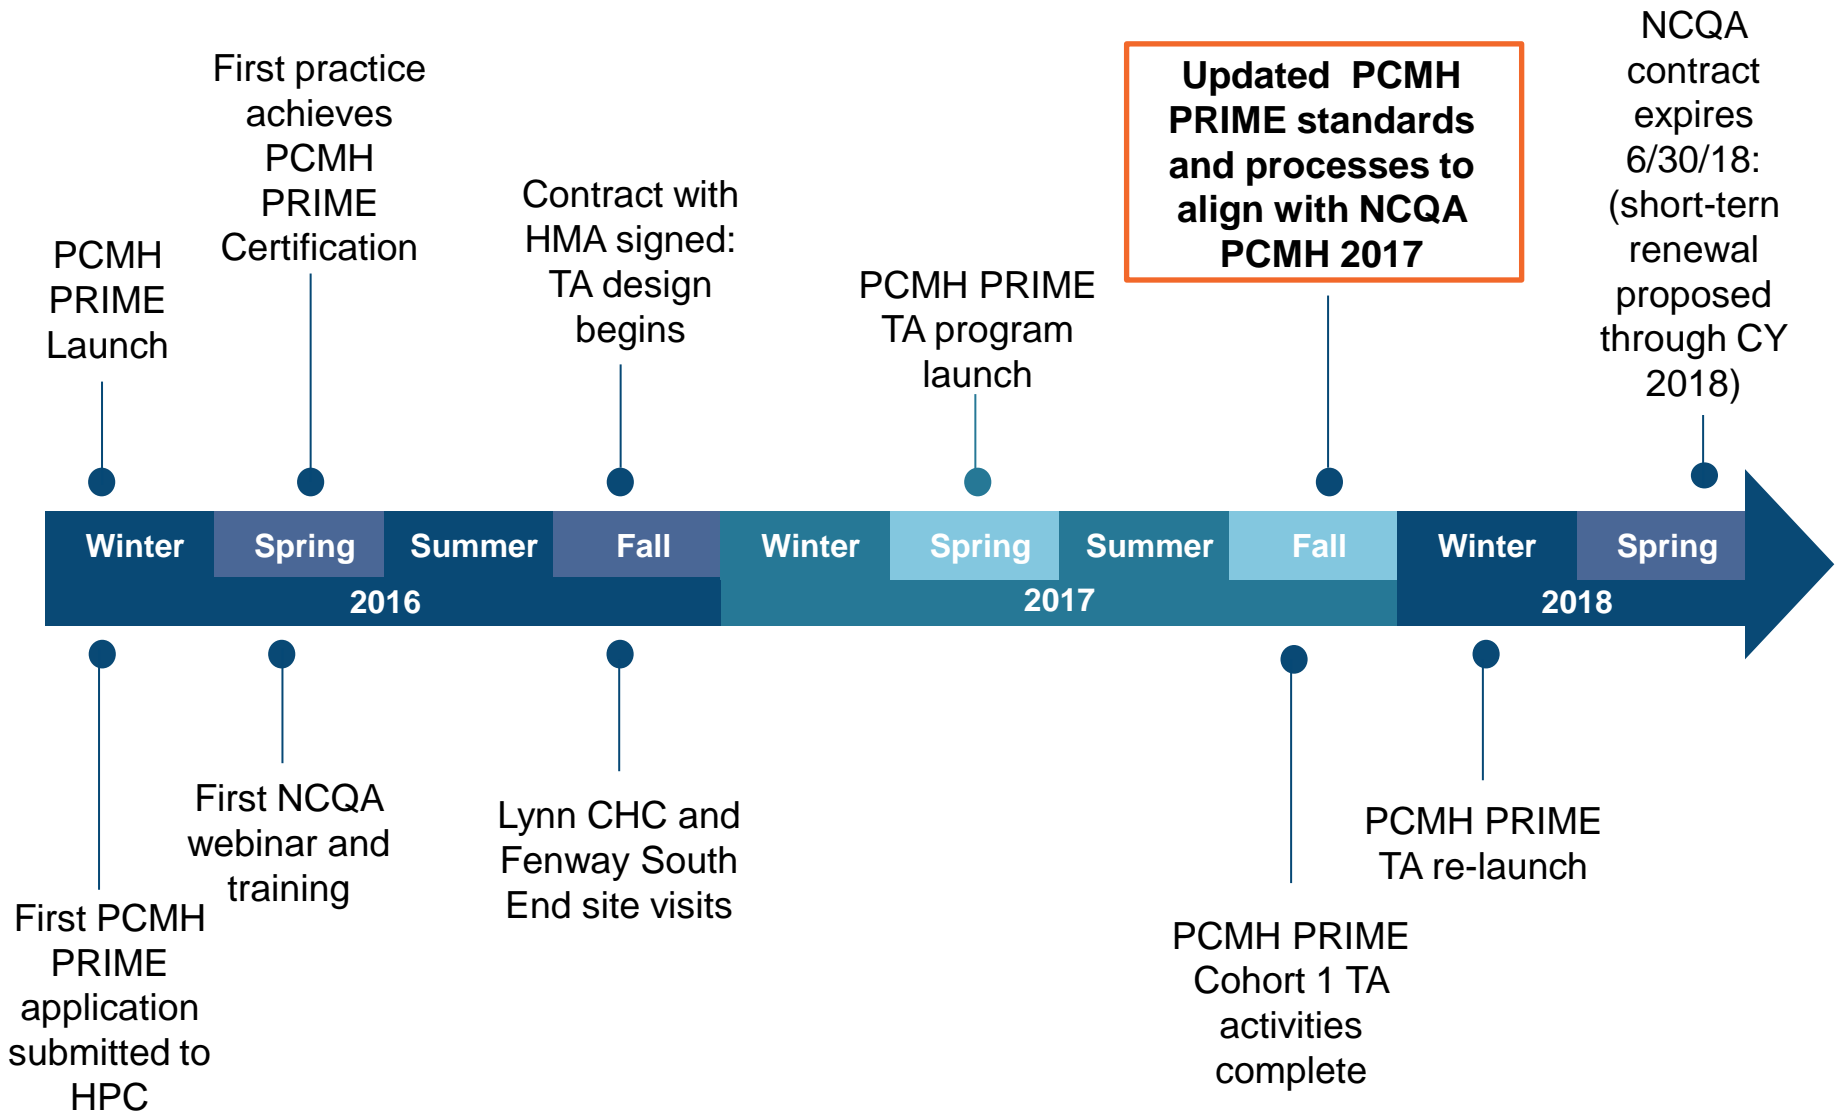 PCMH
PRIME
Launch
First practice
achieves
PCMH
PRIME
Certification
Contract with
HMA signed:
TA design
begins
PCMH PRIME
TA program
launch
Updated PCMH
PRIME standards
and processes to
align with NCQA
PCMH 2017
NCQA
contract
expires
6/30/18:
(short-tern
renewal
proposed
through CY
2018)
Winter Spring Summer Fall Winter Spring Summer Fall Winter Spring
2016 2017 2018
First PCMH
PRIME
application
submitted to
HPC
First NCQA
webinar and
training
Lynn CHC and
Fenway South
End site visits
PCMH PRIME
Cohort 1 TA
activities
complete
PCMH PRIME
TA re-launch